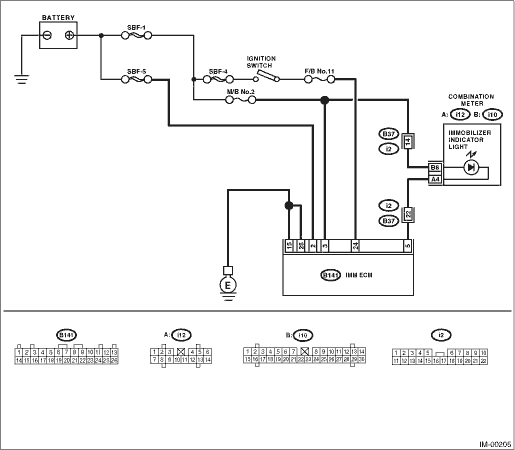 BATTERY
SBF-1
SBF-5
SBF-4
IGNITION
SWITCH
F/B No.11
M/B No.2
COMBINATION
METER
A: i12 B: i10
IMMOBILIZER
INDICATOR
LIGHT
B37
i2
14
B8
A4
i2
B37
22
15
26
2
3
24
5
B141 IMM ECM
E
B141
1 2 3 4 5 6 7 8 9 10 11 12 13
14 15 16 17 18 19 20 21 22 23 24 25 26
A: i12
1 2 3 4 5 6
7 8 9 10 11 12 13 14
B: i10
1 2 3 4 5 6 7 8 9 10 11 12 13 14
15 16 17 18 19 20 21 22 23 24 25 26 27 28 29 30
i2
1 2 3 4 5 6 7 8 9 10
11 12 13 14 15 16 17 18 19 20 21 22
IM-00205